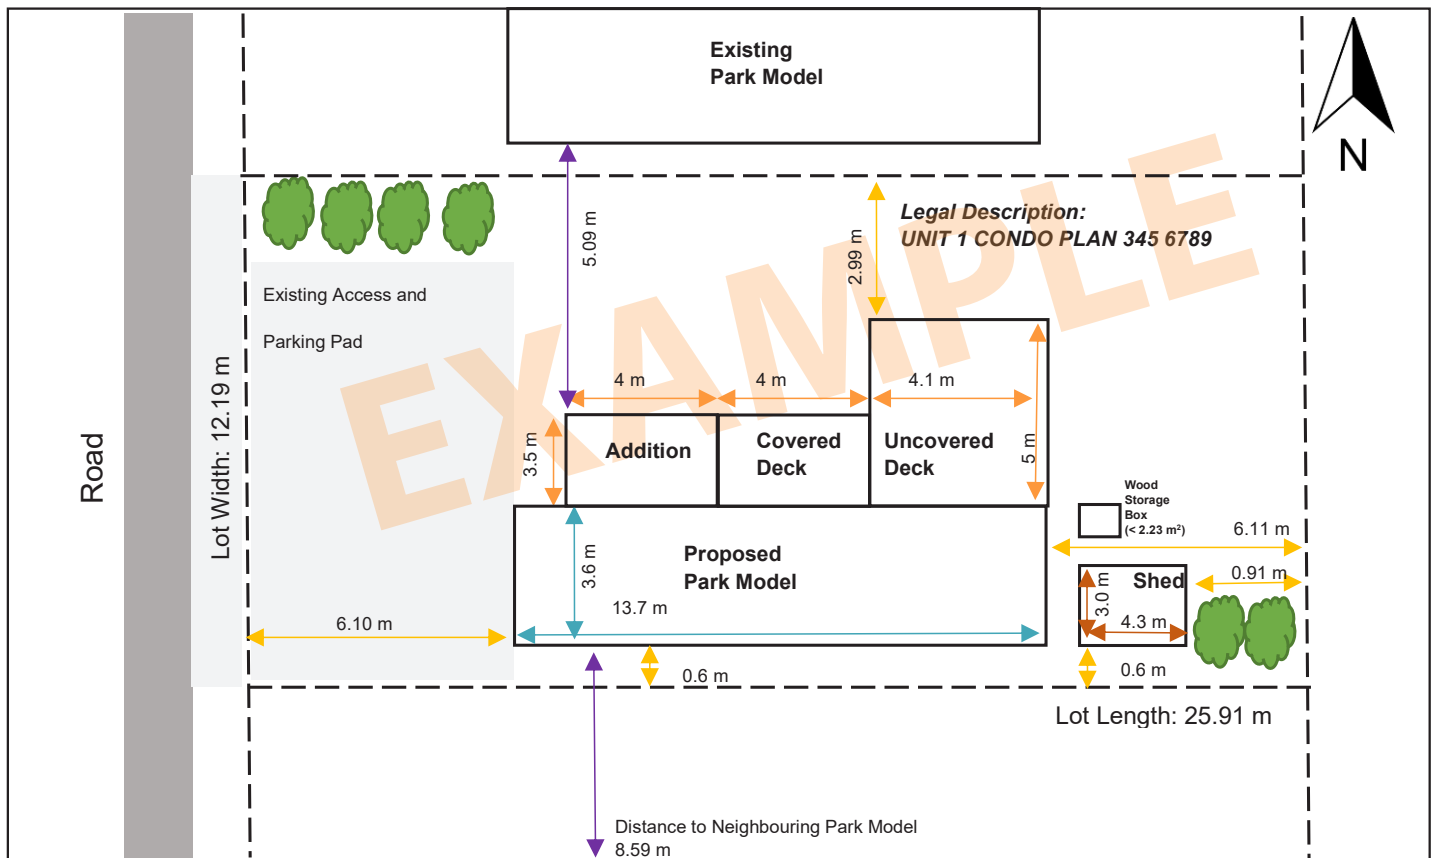 Existing
Park Model
N
Legal Description:
UNIT 1 CONDO PLAN 345 6789
5.09 m
2.99 m
Existing Access and
Parking Pad
EXAMPLE
Road
Lot Width: 12.19 m
4 m
4 m
4.1 m
3.5 m
Addition
Covered
Deck
Uncovered
Deck
5 m
Wood
Storage
Box
(< 2.23 m²)
6.11 m
3.6 m
Proposed
Park Model
13.7 m
Shed
3.0 m
4.3 m
0.91 m
6.10 m
0.6 m
0.6 m
Lot Length: 25.91 m
Distance to Neighbouring Park Model
8.59 m